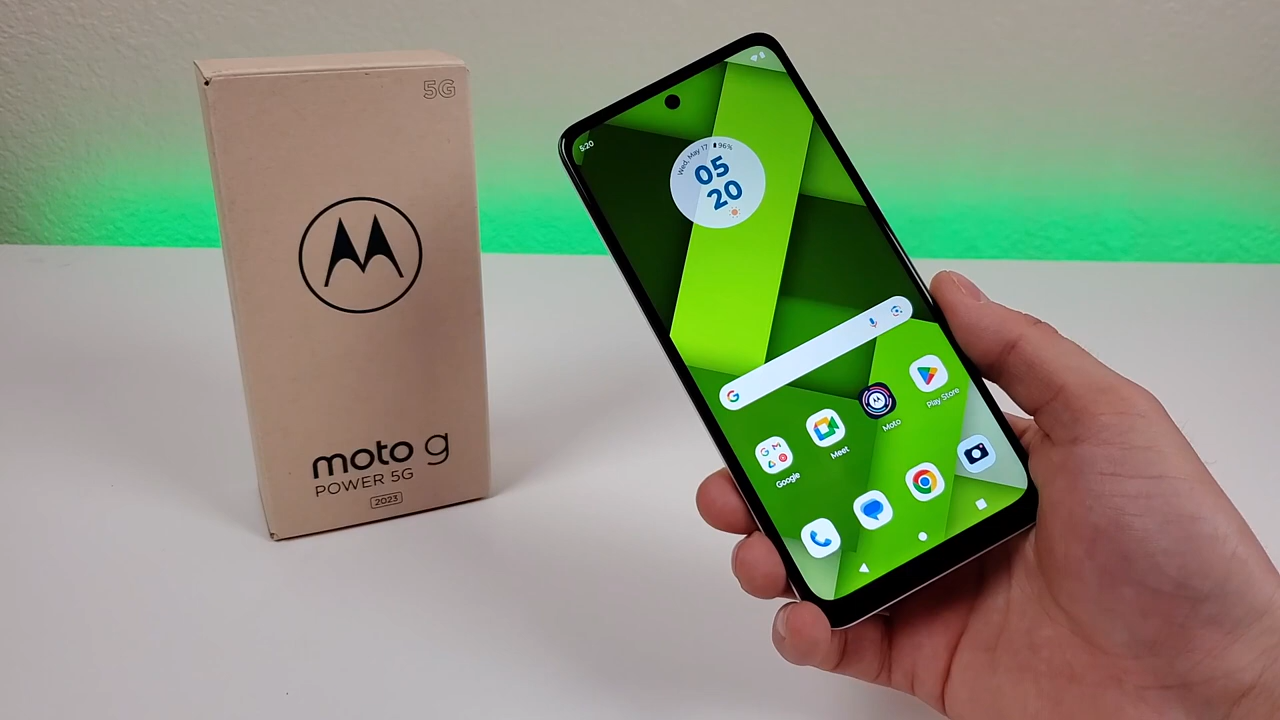 5G
moto g
POWER 5G
2023
5:20
Wed, May 17 96%
05
20
G
Google
Meet
Moto
Play Store